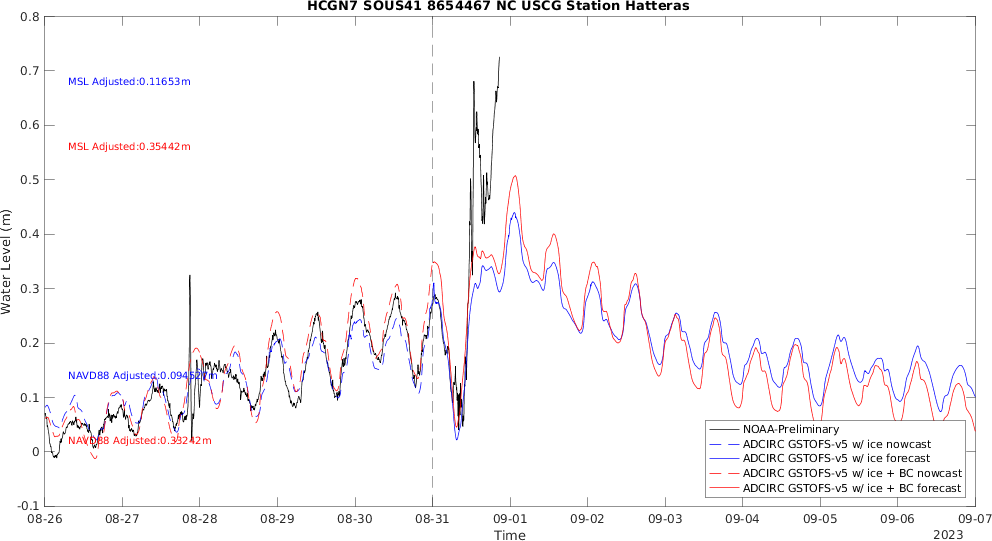 HCGN7 SOUS41 8654467 NC USCG Station Hatteras
0.8
0.7
0.6
0.5
0.4
0.3
0.2
0.1
0
-0.1
Water Level (m)
MSL Adjusted:0.11653m
MSL Adjusted:0.35442m
NAVD88 Adjusted:0.094527m
NAVD88 Adjusted:0.33242m
NOAA-Preliminary
ADCIRC GSTOFS-v5 w/ ice nowcast
ADCIRC GSTOFS-v5 w/ ice forecast
ADCIRC GSTOFS-v5 w/ ice + BC nowcast
ADCIRC GSTOFS-v5 w/ ice + BC forecast
08-26 08-27 08-28 08-29 08-30 08-31 09-01 09-02 09-03 09-04 09-05 09-06 09-07
Time
2023